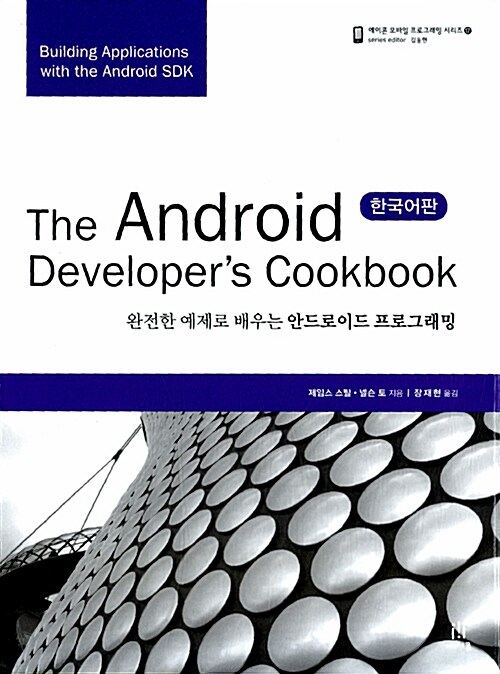 Building Applications
with the Android SDK
에이콘 모바일 프로그래밍 시리즈 17
series editor 김동현
The Android 한국어판
Developer's Cookbook
완전한 예제로 배우는 안드로이드 프로그래밍
제임스 스틸 • 넬슨 토 지음 | 장재현 옮김